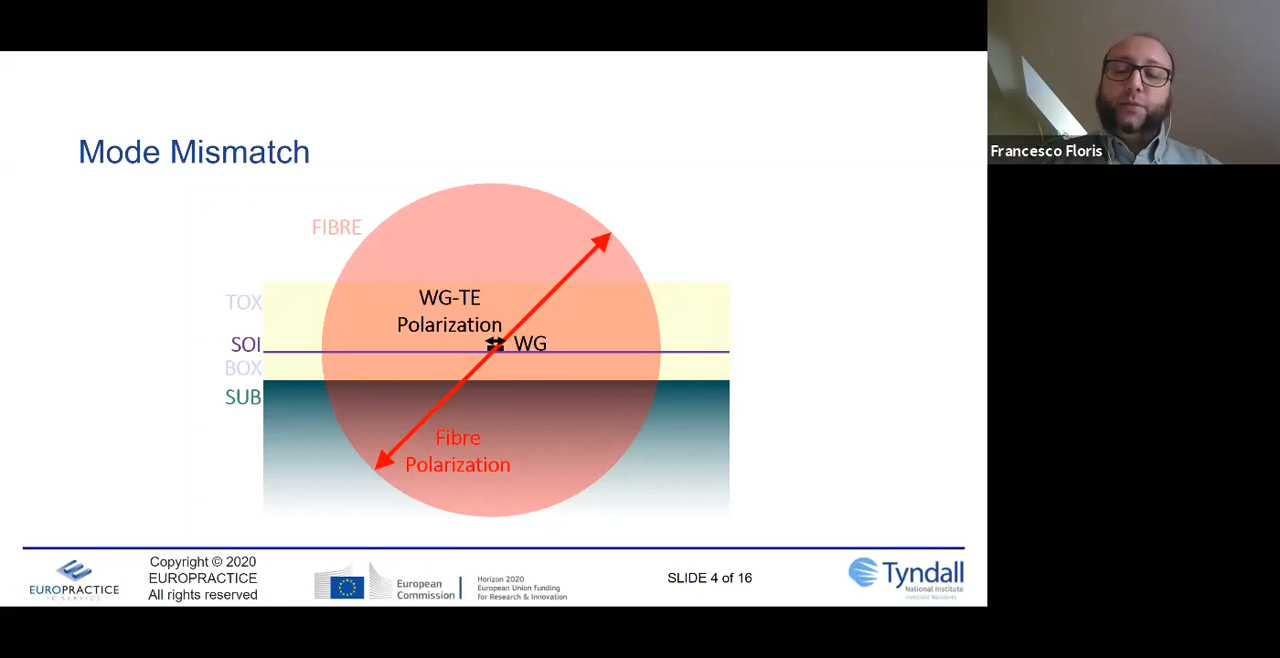 Francesco Floris
Mode Mismatch
FIBRE
TOX
WG-TE
Polarization
SOI
WG
BOX
SUB
Fibre
Polarization
EUROPRACTICE
IC SERVICE
Copyright © 2020
EUROPRACTICE
All rights reserved
European
Commission
Horizon 2020
European Union funding
for Research & Innovation
SLIDE 4 of 16
Tyndall
National Institute